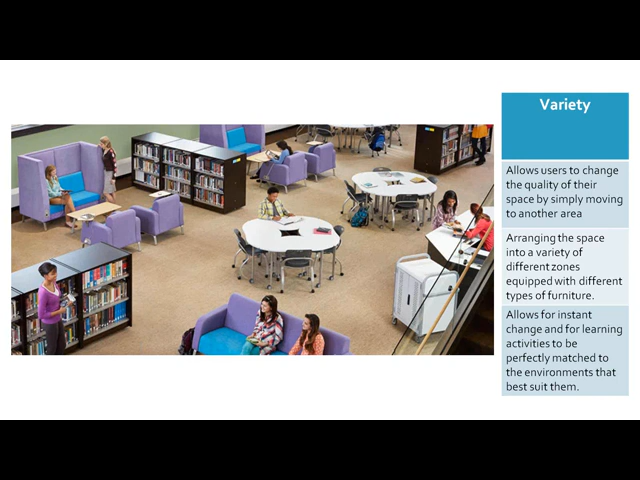 Variety
Allows users to change
the quality of their
space by simply moving
to another area
Arranging the space
into a variety of
different zones
equipped with different
types of furniture.
Allows for instant
change and for learning
activities to be
perfectly matched to
the environments that
best suit them.